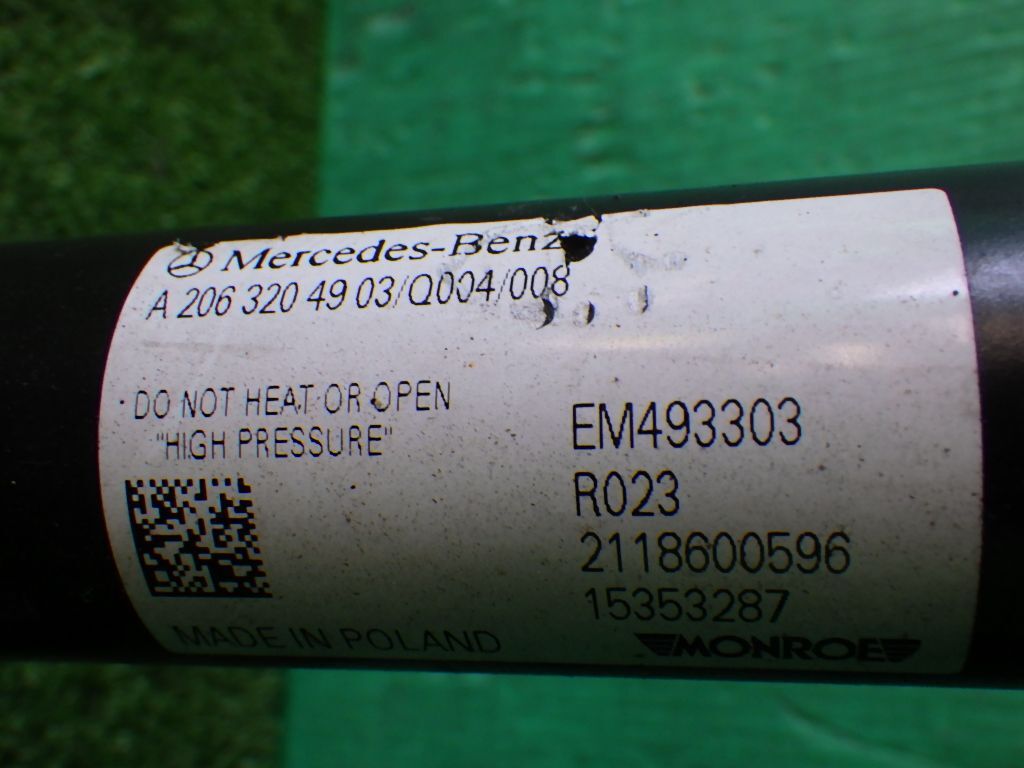 Mercedes-Benz
A 206 320 49 03/Q004/008
DO NOT HEAT OR OPEN
"HIGH PRESSURE"
EM493303
R023
2118600596
15353287
MADE IN POLAND
MONROE